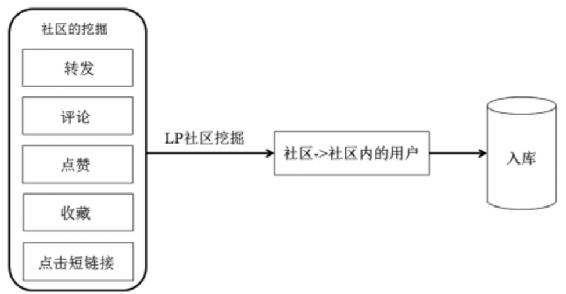 社区的挖掘
转发
评论
点赞
收藏
点击短链接
LP社区挖掘
社区->社区内的用户
入库